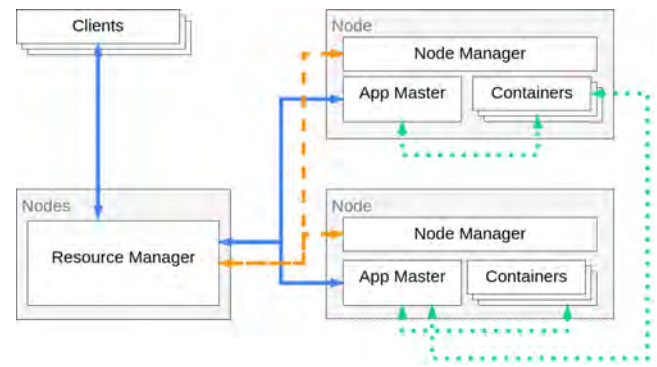 Clients
Node
Node Manager
App Master
Containers
Nodes
Resource Manager
Node
Node Manager
App Master
Containers